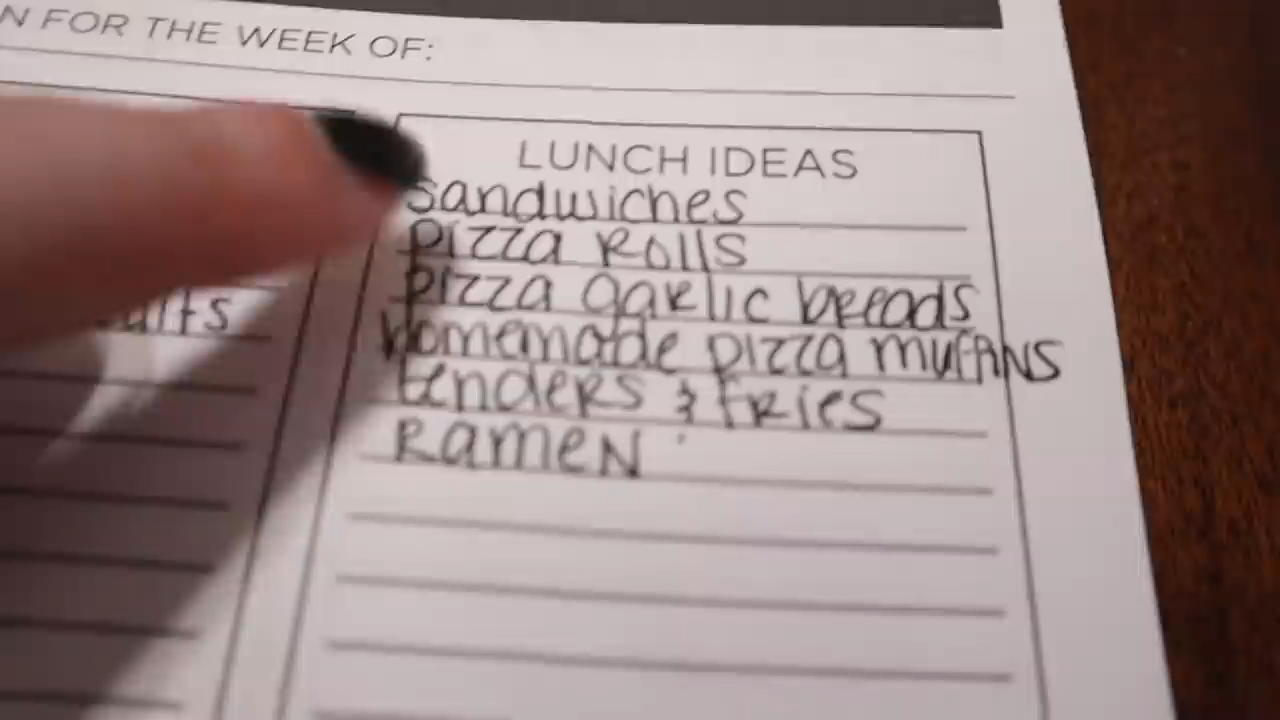 N FOR THE WEEK OF:
LUNCH IDEAS
sandwiches
pizza Rolls
pizza garlic breads
homemade pizza muffins
tenders & fries
Ramen